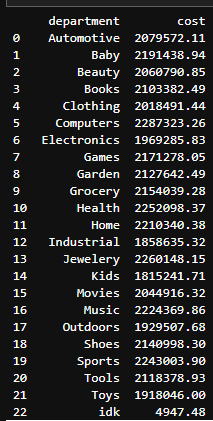 department cost
0 Automotive 2079572.11
1 Baby 2191438.94
2 Beauty 2060790.85
3 Books 2103382.49
4 Clothing 2018491.44
5 Computers 2287323.26
6 Electronics 1969285.83
7 Games 2171278.05
8 Garden 2127642.49
9 Grocery 2154039.28
10 Health 2252098.37
11 Home 2210340.38
12 Industrial 1858635.32
13 Jewelery 2260148.15
14 Kids 1815241.71
15 Movies 2044916.32
16 Music 2224369.86
17 Outdoors 1929507.68
18 Shoes 2140998.30
19 Sports 2243003.90
20 Tools 2118378.93
21 Toys 1918046.00
22 idk 4947.48